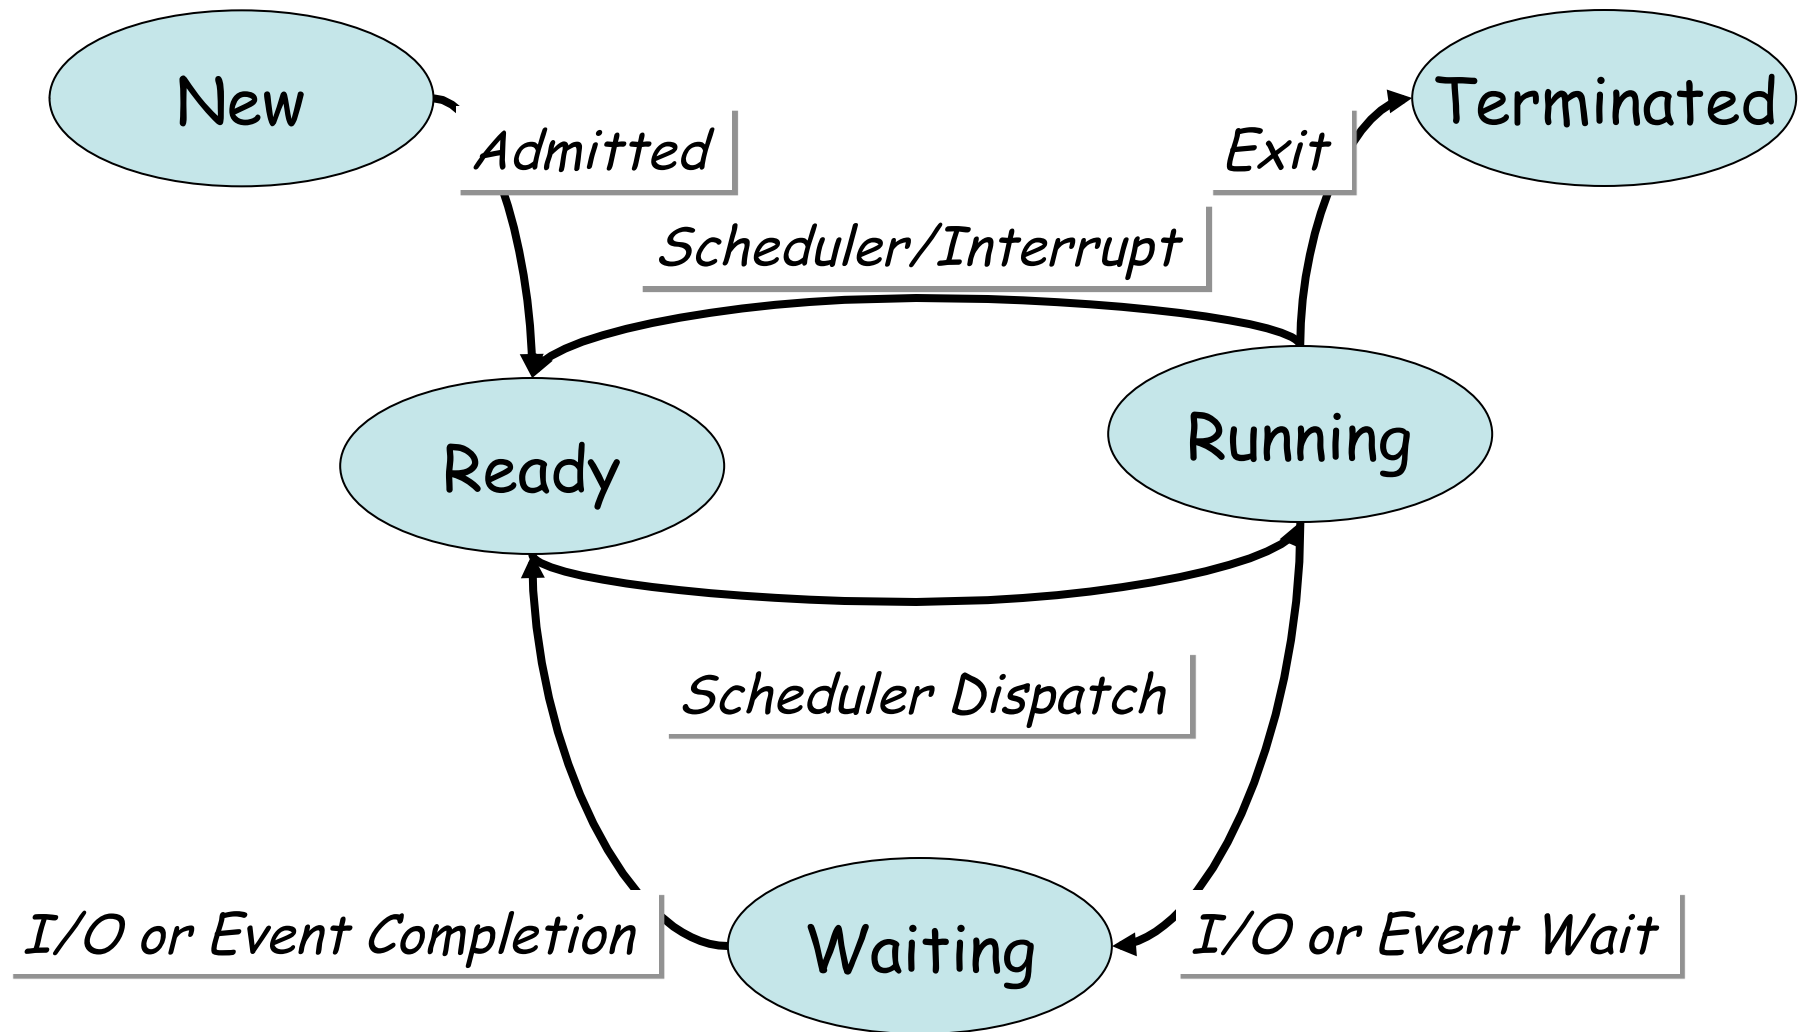 New
Terminated
Admitted
Exit
Scheduler/Interrupt
Ready
Running
Scheduler Dispatch
I/O or Event Completion
Waiting
I/O or Event Wait